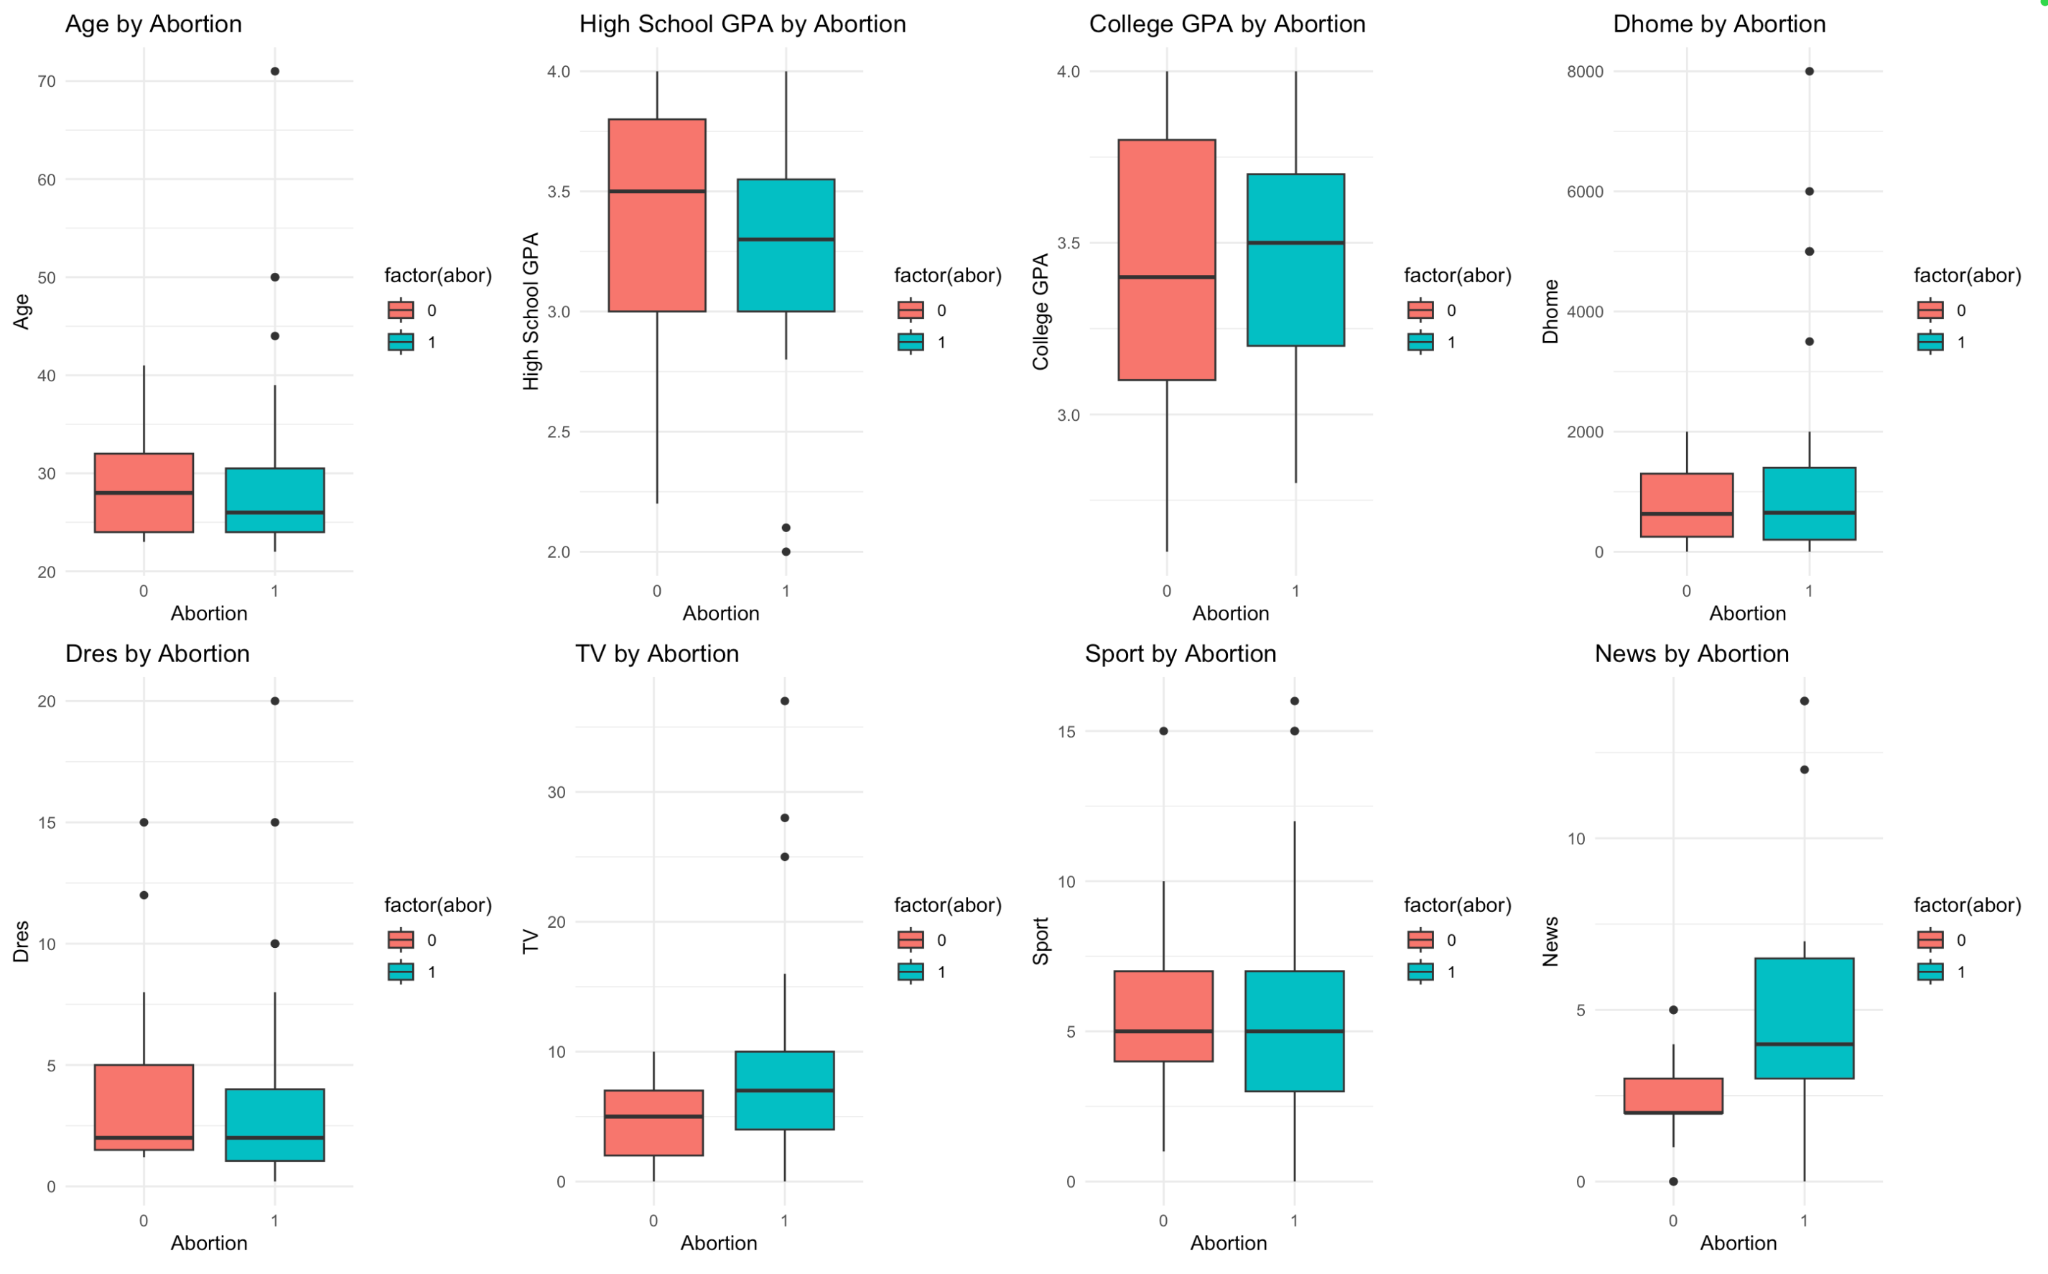 Age by Abortion
70
60
50
40
30
20
Age
0 1
Abortion
factor(abor)
0
1
High School GPA by Abortion
4.0
3.5
3.0
2.5
2.0
High School GPA
0 1
Abortion
factor(abor)
0
1
College GPA by Abortion
4.0
3.5
3.0
College GPA
0 1
Abortion
factor(abor)
0
1
Dhome by Abortion
8000
6000
4000
2000
0
Dhome
0 1
Abortion
factor(abor)
0
1
Dres by Abortion
20
15
10
5
0
Dres
0 1
Abortion
factor(abor)
0
1
TV by Abortion
30
20
10
0
TV
0 1
Abortion
factor(abor)
0
1
Sport by Abortion
15
10
5
0
Sport
0 1
Abortion
factor(abor)
0
1
News by Abortion
10
5
0
News
0 1
Abortion
factor(abor)
0
1